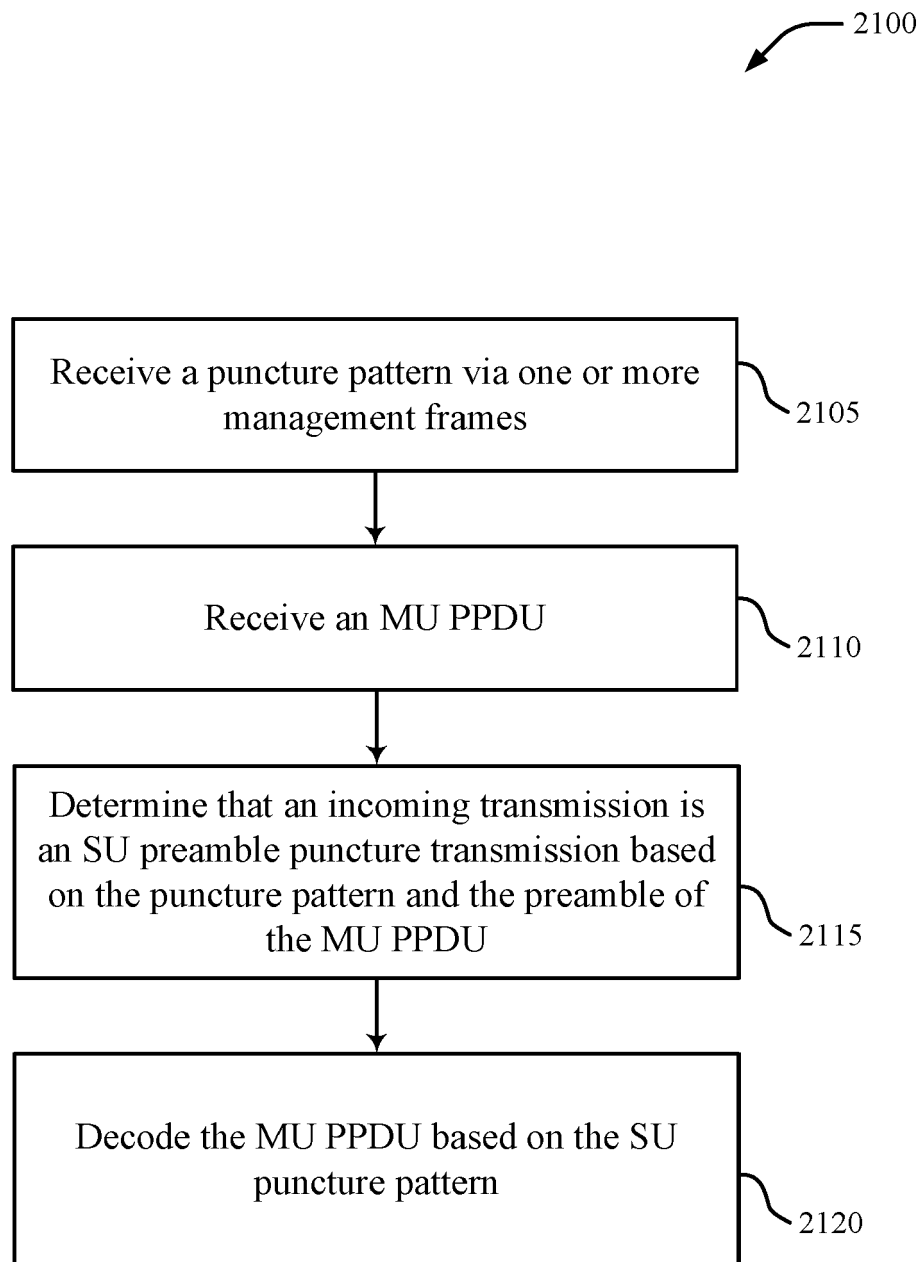 2100
Receive a puncture pattern via one or more
management frames
2105
Receive an MU PPDU
2110
Determine that an incoming transmission is
an SU preamble puncture transmission based
on the puncture pattern and the preamble of
the MU PPDU
2115
Decode the MU PPDU based on the SU
puncture pattern
2120